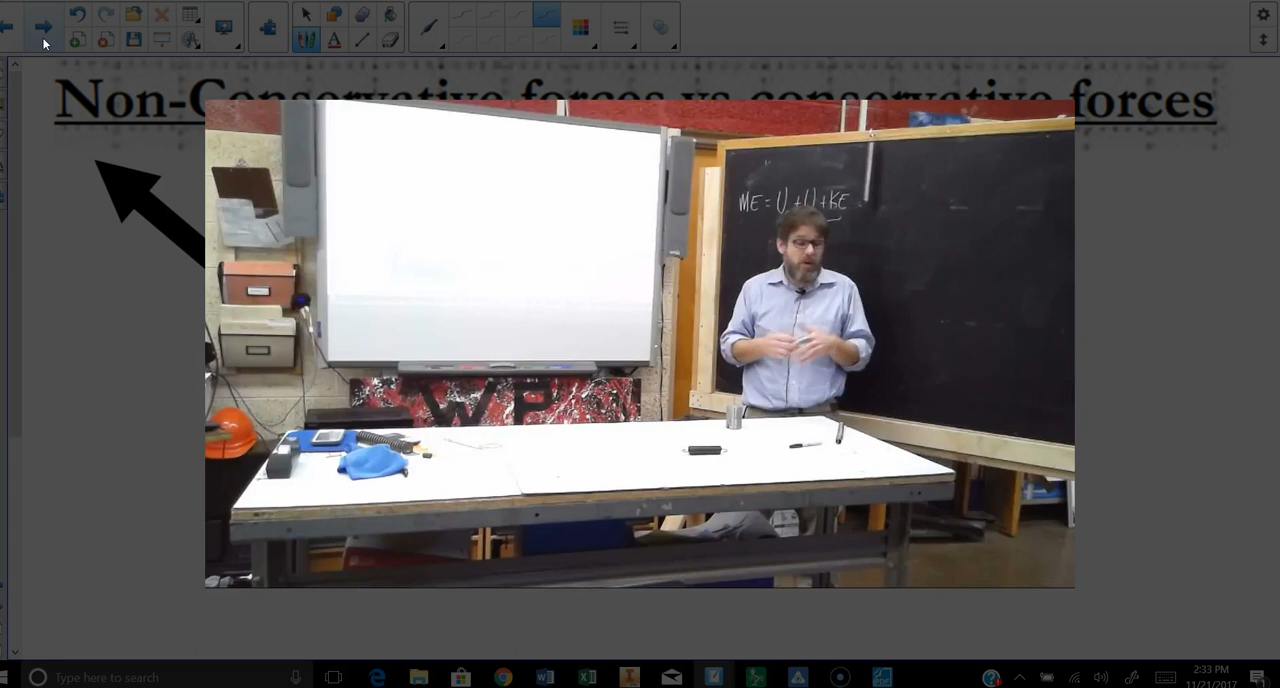 Non-Conservative forces vs conservative forces
ME = U + U + KE
WP
Type here to search
2:33 PM
11/21/2017